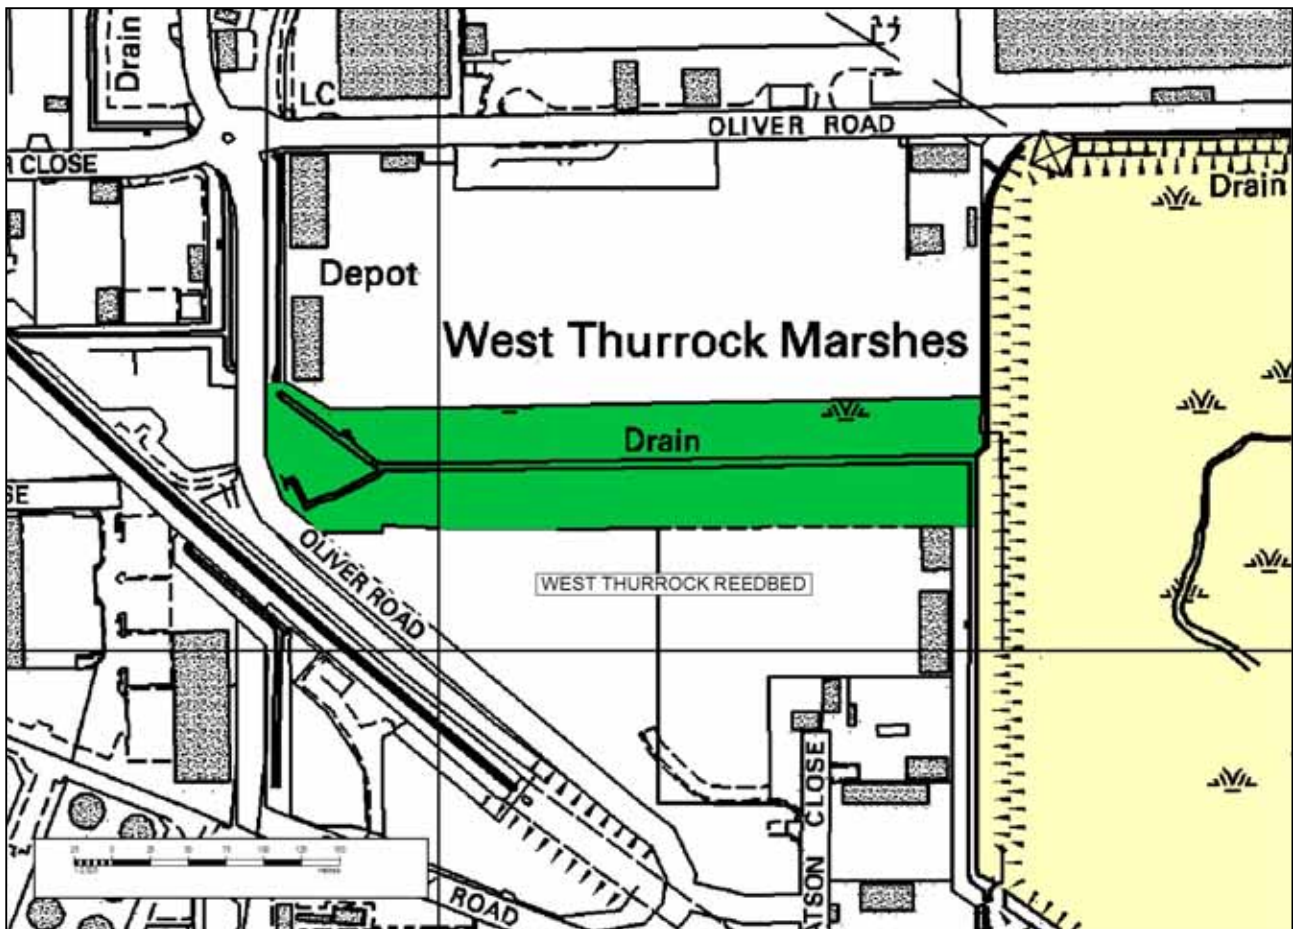 Drain
LC
OLIVER ROAD
CLOSE
Drain
Depot
West Thurrock Marshes
Drain
SE
OLIVER ROAD
WEST THURROCK REEDBED
CLOSE
ROAD